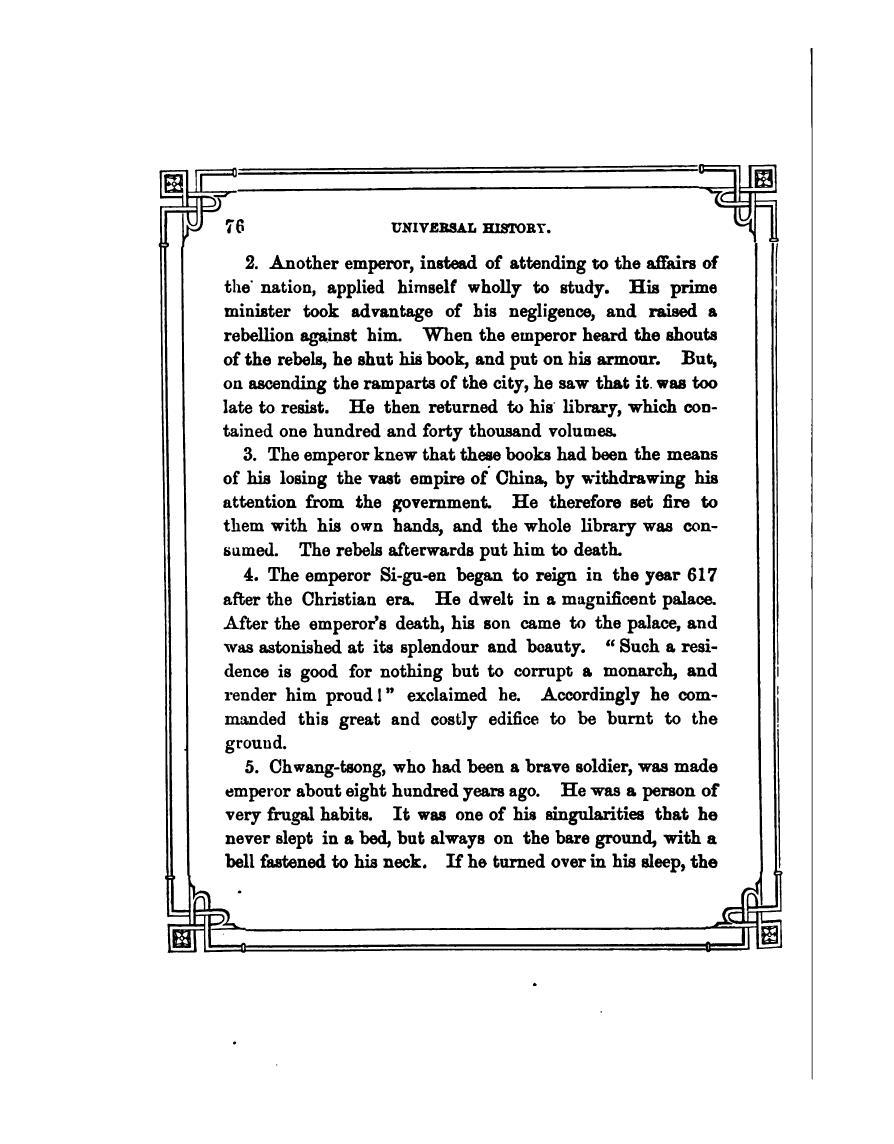 76 UNIVERSAL HISTORY.
2. Another emperor, instead of attending to the affairs of
the nation, applied himself wholly to study. His prime
minister took advantage of his negligence, and raised a
rebellion against him. When the emperor heard the shouts
of the rebels, he shut his book, and put on his armour. But,
on ascending the ramparts of the city, he saw that it was too
late to resist. He then returned to his library, which con-
tained one hundred and forty thousand volumes.
3. The emperor knew that these books had been the means
of his losing the vast empire of China, by withdrawing his
attention from the government. He therefore set fire to
them with his own hands, and the whole library was con-
sumed. The rebels afterwards put him to death.
4. The emperor Si-gu-en began to reign in the year 617
after the Christian era. He dwelt in a magnificent palace.
After the emperor's death, his son came to the palace, and
was astonished at its splendour and beauty. "Such a resi-
dence is good for nothing but to corrupt a monarch, and
render him proud!" exclaimed he. Accordingly he com-
manded this great and costly edifice to be burnt to the
ground.
5. Chwang-tsong, who had been a brave soldier, was made
emperor about eight hundred years ago. He was a person of
very frugal habits. It was one of his singularities that he
never slept in a bed, but always on the bare ground, with a
bell fastened to his neck. If he turned over in his sleep, the